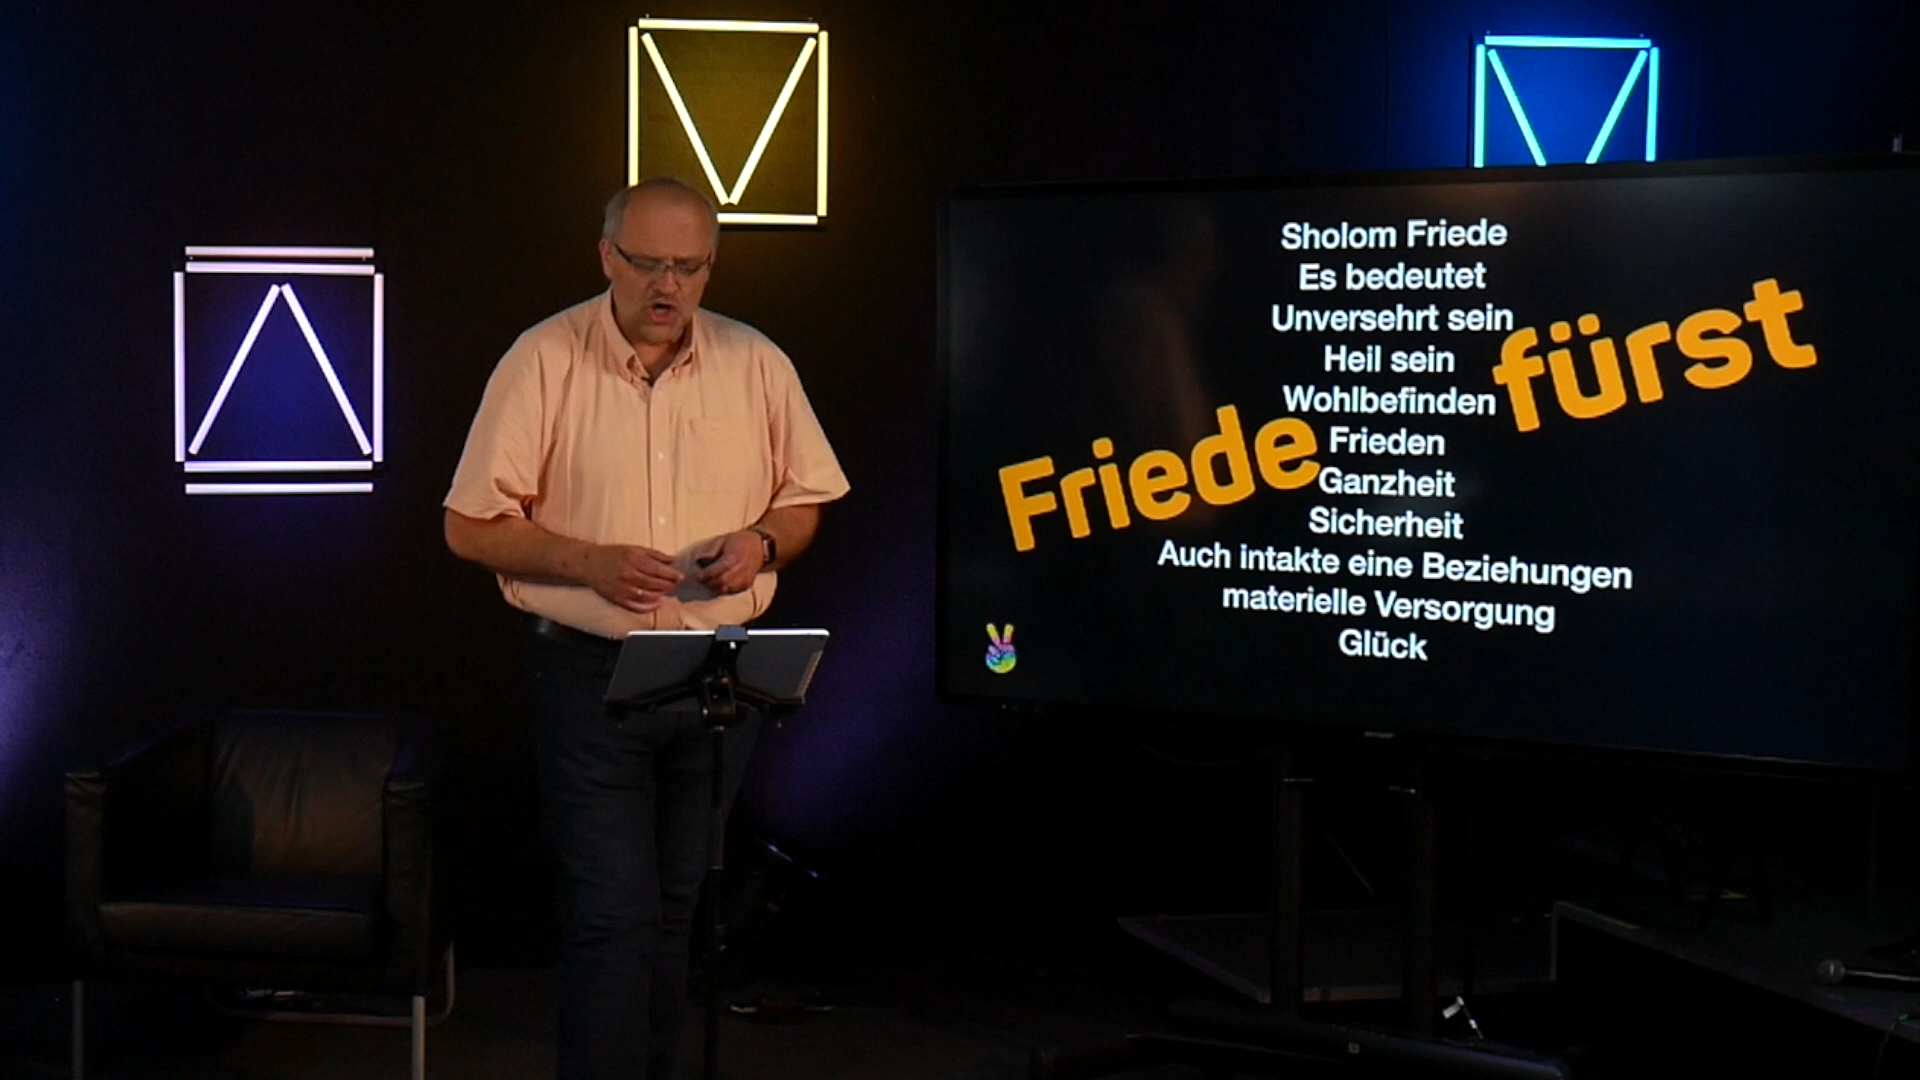 Sholom Friede
Es bedeutet
Unversehrt sein
Heil sein
Wohlbefinden
Frieden
Ganzheit
Sicherheit
Auch intakte eine Beziehungen
materielle Versorgung
Glück
Friede fürst